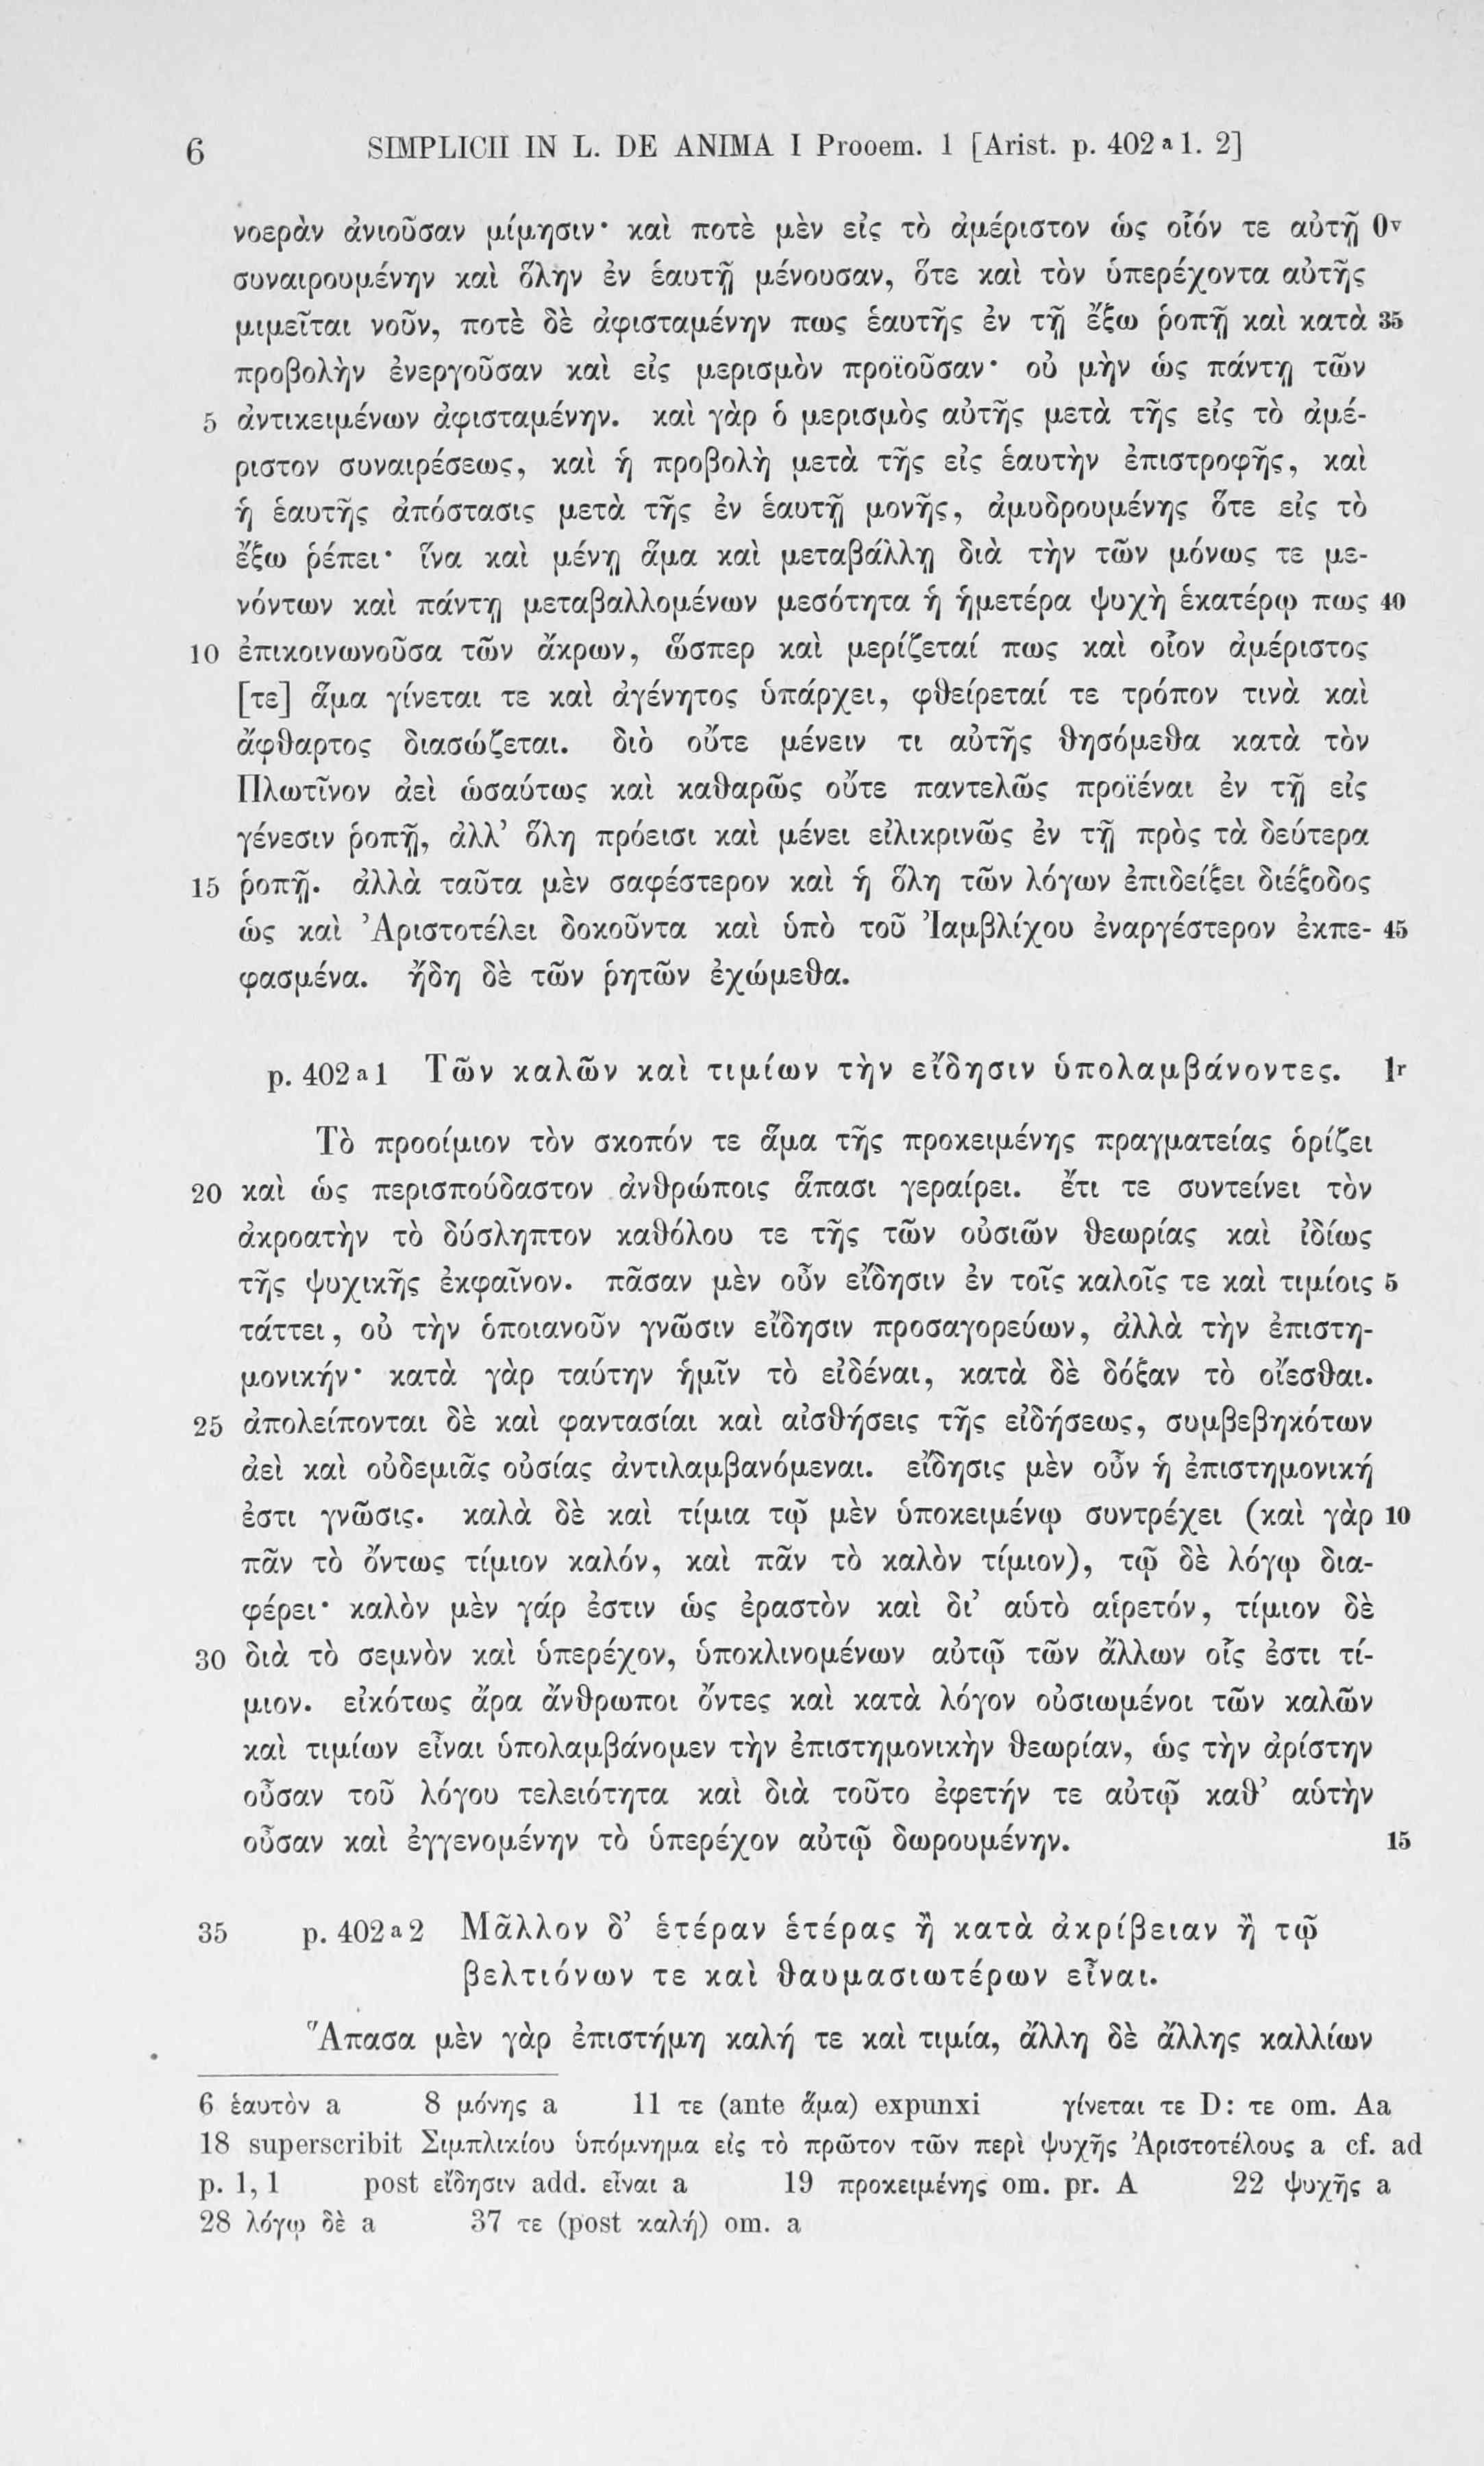 6 SIMPLICII IN L. DE ANIMA I Prooem. 1 [Arist. p. 402 a 1. 2]
νοερὰν ἀνιοῦσαν μίμησιν· καὶ ποτὲ μὲν εἰς τὸ ἀμέριστον ὡς οἷόν τε αὐτῇ 0v
συναιρουμένην καὶ ὅλην ἐν ἑαυτῇ μένουσαν, ὅτε καὶ τὸν ὑπερέχοντα αὐτῆς
μιμεῖται νοῦν, ποτὲ δὲ ἀφισταμένην πως ἑαυτῆς ἐν τῇ ἔξω ῥοπῇ καὶ κατὰ 35
προβολὴν ἐνεργοῦσαν καὶ εἰς μερισμὸν προϊοῦσαν· οὐ μὴν ὡς πάντῃ τῶν
5 ἀντικειμένων ἀφισταμένην. καὶ γὰρ ὁ μερισμὸς αὐτῆς μετὰ τῆς εἰς τὸ ἀμέ-
ριστον συναιρέσεως, καὶ ἡ προβολὴ μετὰ τῆς εἰς ἑαυτὴν ἐπιστροφῆς, καὶ
ἡ ἑαυτῆς ἀπόστασις μετὰ τῆς ἐν ἑαυτῇ μονῆς, ἀμυδρουμένης ὅτε εἰς τὸ
ἔξω ῥέπει· ἵνα καὶ μένῃ ἅμα καὶ μεταβάλλῃ διὰ τὴν τῶν μόνως τε με-
νόντων καὶ πάντῃ μεταβαλλομένων μεσότητα ἡ ἡμετέρα ψυχὴ ἑκατέρῳ πως 40
10 ἐπικοινωνοῦσα τῶν ἄκρων, ὥσπερ καὶ μερίζεταί πως καὶ οἷον ἀμέριστος
[τε] ἅμα γίνεται τε καὶ ἀγένητος ὑπάρχει, φθείρεταί τε τρόπον τινὰ καὶ
ἄφθαρτος διασώζεται. διὸ οὔτε μένειν τι αὐτῆς θησόμεθα κατὰ τὸν
Πλωτῖνον ἀεὶ ὡσαύτως καὶ καθαρῶς οὔτε παντελῶς προϊέναι ἐν τῇ εἰς
γένεσιν ῥοπῇ, ἀλλ’ ὅλη πρόεισι καὶ μένει εἰλικρινῶς ἐν τῇ πρὸς τὰ δεύτερα
15 ῥοπῇ. ἀλλὰ ταῦτα μὲν σαφέστερον καὶ ἡ ὅλη τῶν λόγων ἐπιδείξει διέξοδος
ὡς καὶ Ἀριστοτέλει δοκοῦντα καὶ ὑπὸ τοῦ Ἰαμβλίχου ἐναργέστερον ἐκπε- 45
φασμένα. ἤδη δὲ τῶν ῥητῶν ἐχώμεθα.
p. 402 a 1 Τῶν καλῶν καὶ τιμίων τὴν εἴδησιν ὑπολαμβάνοντες. 1r
Τὸ προοίμιον τὸν σκοπόν τε ἅμα τῆς προκειμένης πραγματείας ὁρίζει
20 καὶ ὡς περισπούδαστον ἀνθρώποις ἅπασι γεραίρει. ἔτι τε συντείνει τὸν
ἀκροατὴν τὸ δύσληπτον καθόλου τε τῆς τῶν οὐσιῶν θεωρίας καὶ ἰδίως
τῆς ψυχικῆς ἐκφαῖνον. πᾶσαν μὲν οὖν εἴδησιν ἐν τοῖς καλοῖς τε καὶ τιμίοις 5
τάττει, οὐ τὴν ὁποιανοῦν γνῶσιν εἴδησιν προσαγορεύων, ἀλλὰ τὴν ἐπιστη-
μονικήν· κατὰ γὰρ ταύτην ἡμῖν τὸ εἰδέναι, κατὰ δὲ δόξαν τὸ οἴεσθαι.
25 ἀπολείπονται δὲ καὶ φαντασίαι καὶ αἰσθήσεις τῆς εἰδήσεως, συμβεβηκότων
ἀεὶ καὶ οὐδεμιᾶς οὐσίας ἀντιλαμβανόμεναι. εἴδησις μὲν οὖν ἡ ἐπιστημονική
ἐστι γνῶσις. καλὰ δὲ καὶ τίμια τῷ μὲν ὑποκειμένῳ συντρέχει (καὶ γὰρ 10
πᾶν τὸ ὄντως τίμιον καλόν, καὶ πᾶν τὸ καλὸν τίμιον), τῷ δὲ λόγῳ δια-
φέρει· καλὸν μὲν γάρ ἐστιν ὡς ἐραστὸν καὶ δι’ αὑτὸ αἱρετόν, τίμιον δὲ
30 διὰ τὸ σεμνὸν καὶ ὑπερέχον, ὑποκλινομένων αὐτῷ τῶν ἄλλων οἷς ἐστι τί-
μιον. εἰκότως ἄρα ἄνθρωποι ὄντες καὶ κατὰ λόγον οὐσιωμένοι τῶν καλῶν
καὶ τιμίων εἶναι ὑπολαμβάνομεν τὴν ἐπιστημονικὴν θεωρίαν, ὡς τὴν ἀρίστην
οὖσαν τοῦ λόγου τελειότητα καὶ διὰ τοῦτο ἐφετήν τε αὐτῷ καθ’ αὑτὴν
οὖσαν καὶ ἐγγενομένην τὸ ὑπερέχον αὐτῷ δωρουμένην. 15
35 p. 402 a 2 Μᾶλλον δ’ ἑτέραν ἑτέρας ἢ κατὰ ἀκρίβειαν ἢ τῷ
βελτιόνων τε καὶ θαυμασιωτέρων εἶναι.
Ἅπασα μὲν γὰρ ἐπιστήμη καλή τε καὶ τιμία, ἄλλη δὲ ἄλλης καλλίων
6 ἑαυτὸν a 8 μόνης a 11 τε (ante ἅμα) expunxi γίνεται τε D: τε om. Aa
18 superscribit Σιμπλικίου ὑπόμνημα εἰς τὸ πρῶτον τῶν περὶ ψυχῆς Ἀριστοτέλους a cf. ad
p. 1, 1 post εἴδησιν add. εἶναι a 19 προκειμένης om. pr. A 22 ψυχῆς a
28 λόγῳ δὲ a 37 τε (post καλή) om. a